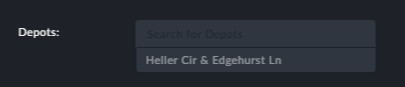 Depots:
Search for Depots
Heller Cir & Edgehurst Ln